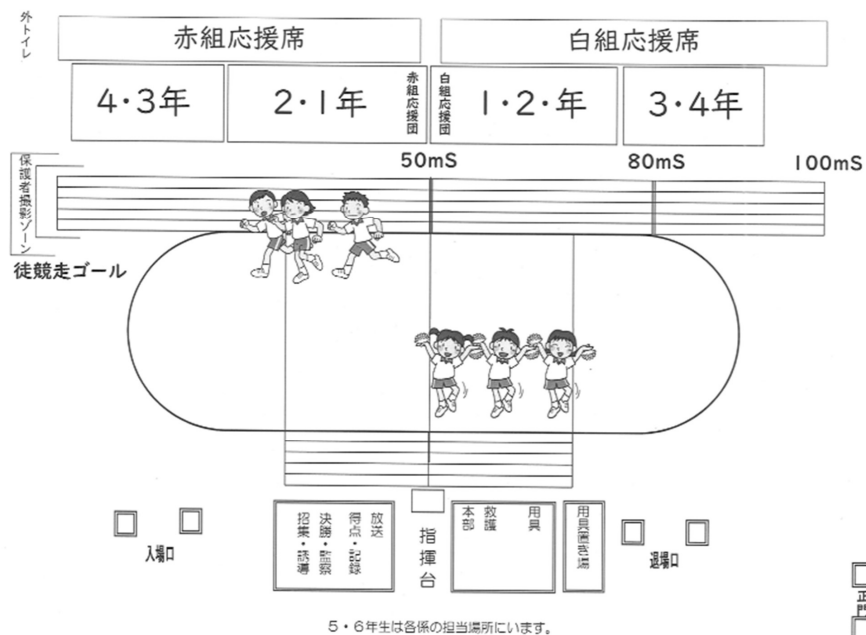 外トイレ
赤組応援席
白組応援席
4・3年
2・1年
赤組応援団
白組応援団
1・2・年
3・4年
保護者撮影ゾーン
50mS
80mS
100mS
徒競走ゴール
入場口
放送
得点・記録
決勝・監察
招集・誘導
指揮台
用具
救護
本部
用具置き場
退場口
正門
5・6年生は各係の担当場所にいます。